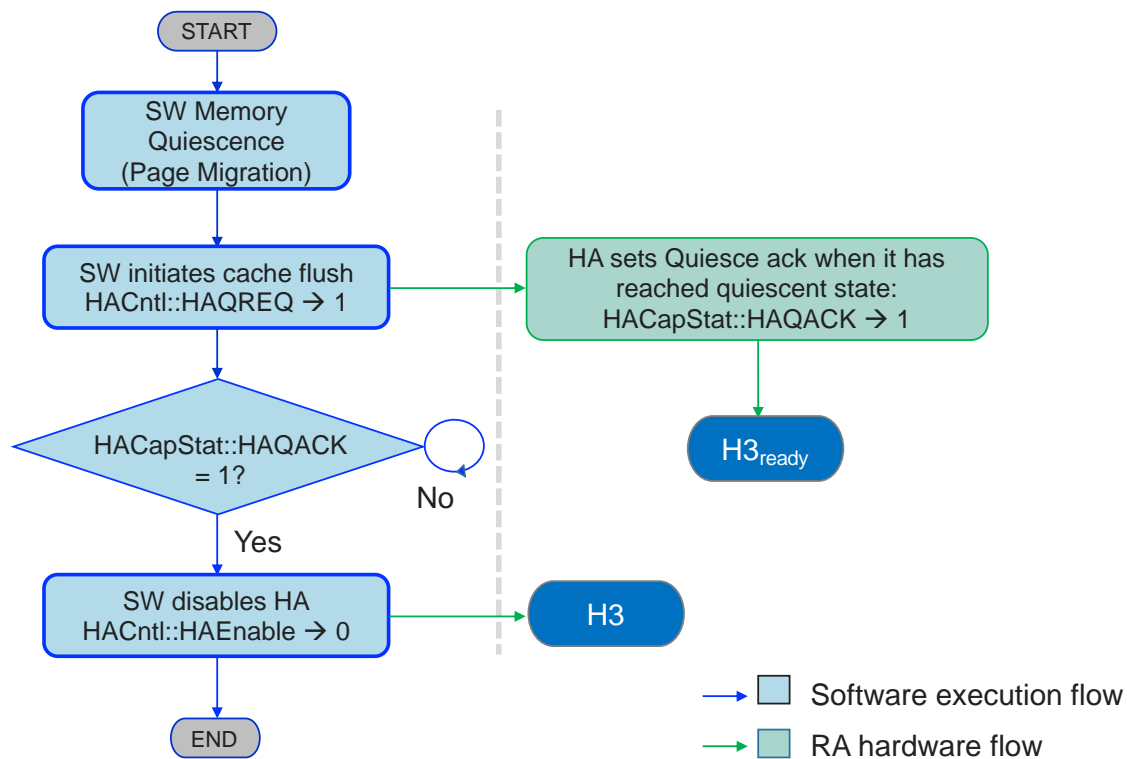 START
SW Memory
Quiescence
(Page Migration)
SW initiates cache flush
HACntl::HAQREQ → 1
HA sets Quiesce ack when it has
reached quiescent state:
HACapStat::HAQACK → 1
HACapStat::HAQACK
= 1?
No
H3ready
Yes
SW disables HA
HACntl::HAEnable → 0
H3
END
Software execution flow
RA hardware flow